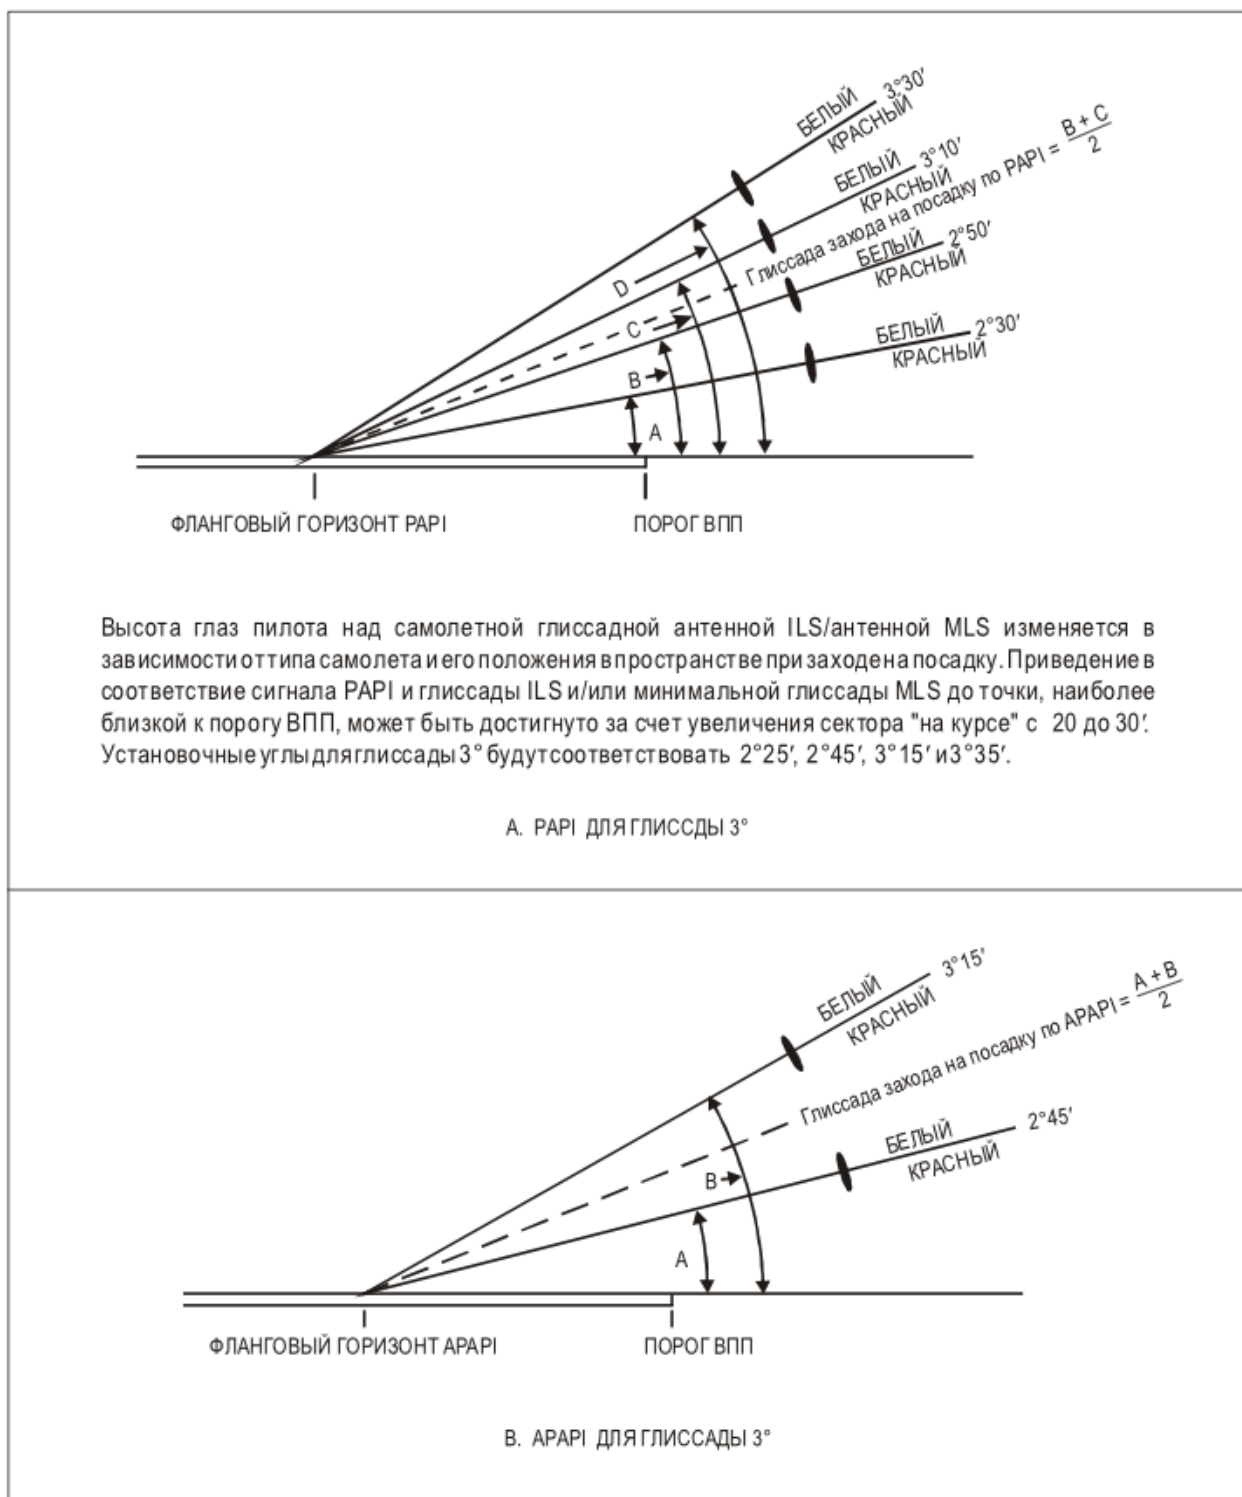 БЕЛЫЙ 3°30′
КРАСНЫЙ
БЕЛЫЙ 3°10′
КРАСНЫЙ
Глиссада захода на посадку по PAPI = B + C
2
БЕЛЫЙ 2°50′
КРАСНЫЙ
БЕЛЫЙ 2°30′
КРАСНЫЙ
D
C
B
A
ФЛАНГОВЫЙ ГОРИЗОНТ PAPI
ПОРОГ ВПП
Высота глаз пилота над самолетной глиссадной антенной ILS/антенной MLS изменяется в
зависимости от типа самолета и его положения в пространстве при заходе на посадку. Приведение в
соответствие сигнала PAPI и глиссады ILS и/или минимальной глиссады MLS до точки, наиболее
близкой к порогу ВПП, может быть достигнуто за счет увеличения сектора "на курсе" с 20 до 30′.
Установочные углы для глиссады 3° будут соответствовать 2°25′, 2°45′, 3°15′ и 3°35′.
A. PAPI ДЛЯ ГЛИССДЫ 3°
БЕЛЫЙ 3°15′
КРАСНЫЙ
Глиссада захода на посадку по APAPI = A + B
2
БЕЛЫЙ 2°45′
КРАСНЫЙ
B
A
ФЛАНГОВЫЙ ГОРИЗОНТ APAPI
ПОРОГ ВПП
B. APAPI ДЛЯ ГЛИССАДЫ 3°